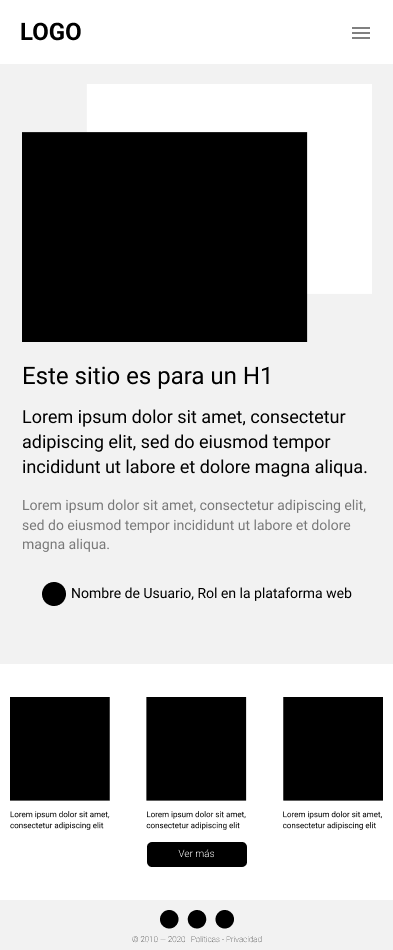 LOGO
Este sitio es para un H1
Lorem ipsum dolor sit amet, consectetur
adipiscing elit, sed do eiusmod tempor
incididunt ut labore et dolore magna aliqua.
Lorem ipsum dolor sit amet, consectetur adipiscing elit,
sed do eiusmod tempor incididunt ut labore et dolore
magna aliqua.
Nombre de Usuario, Rol en la plataforma web
Lorem ipsum dolor sit amet,
consectetur adipiscing elit
Lorem ipsum dolor sit amet,
consectetur adipiscing elit
Lorem ipsum dolor sit amet,
consectetur adipiscing elit
Ver más
© 2010 — 2020 Políticas - Privacidad